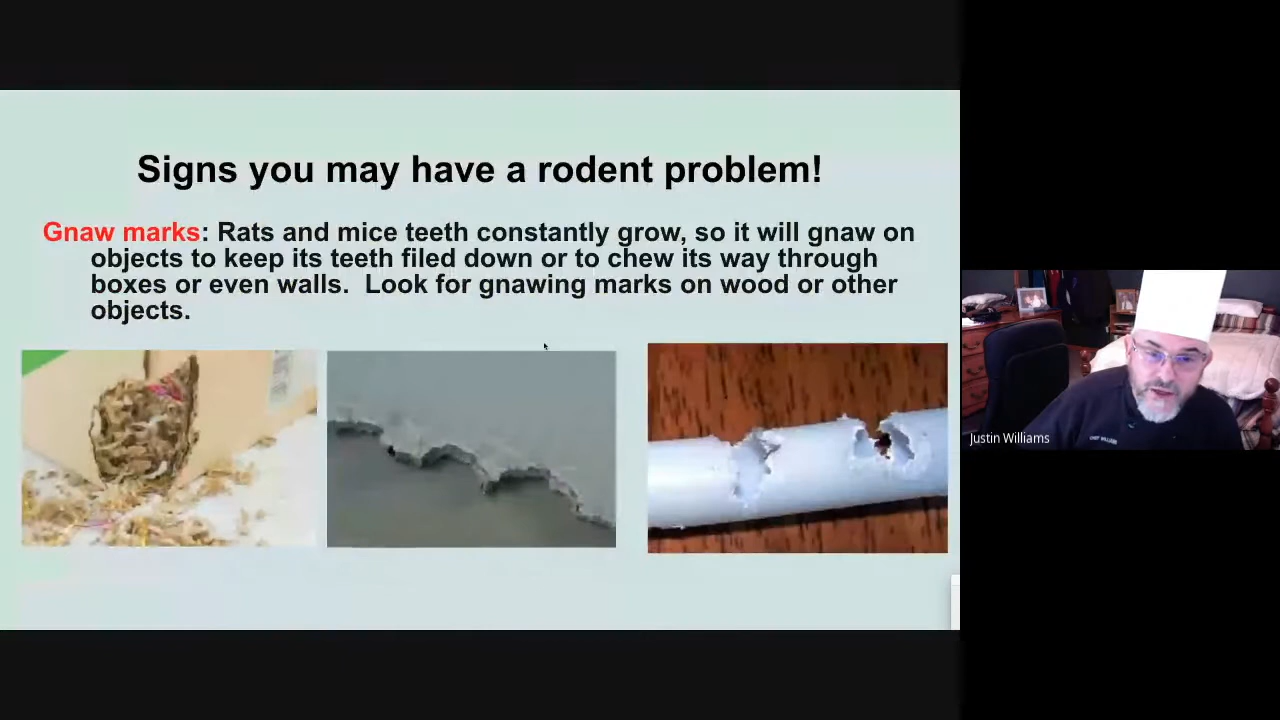 Signs you may have a rodent problem!
Gnaw marks: Rats and mice teeth constantly grow, so it will gnaw on
objects to keep its teeth filed down or to chew its way through
boxes or even walls.  Look for gnawing marks on wood or other
objects.
Justin Williams